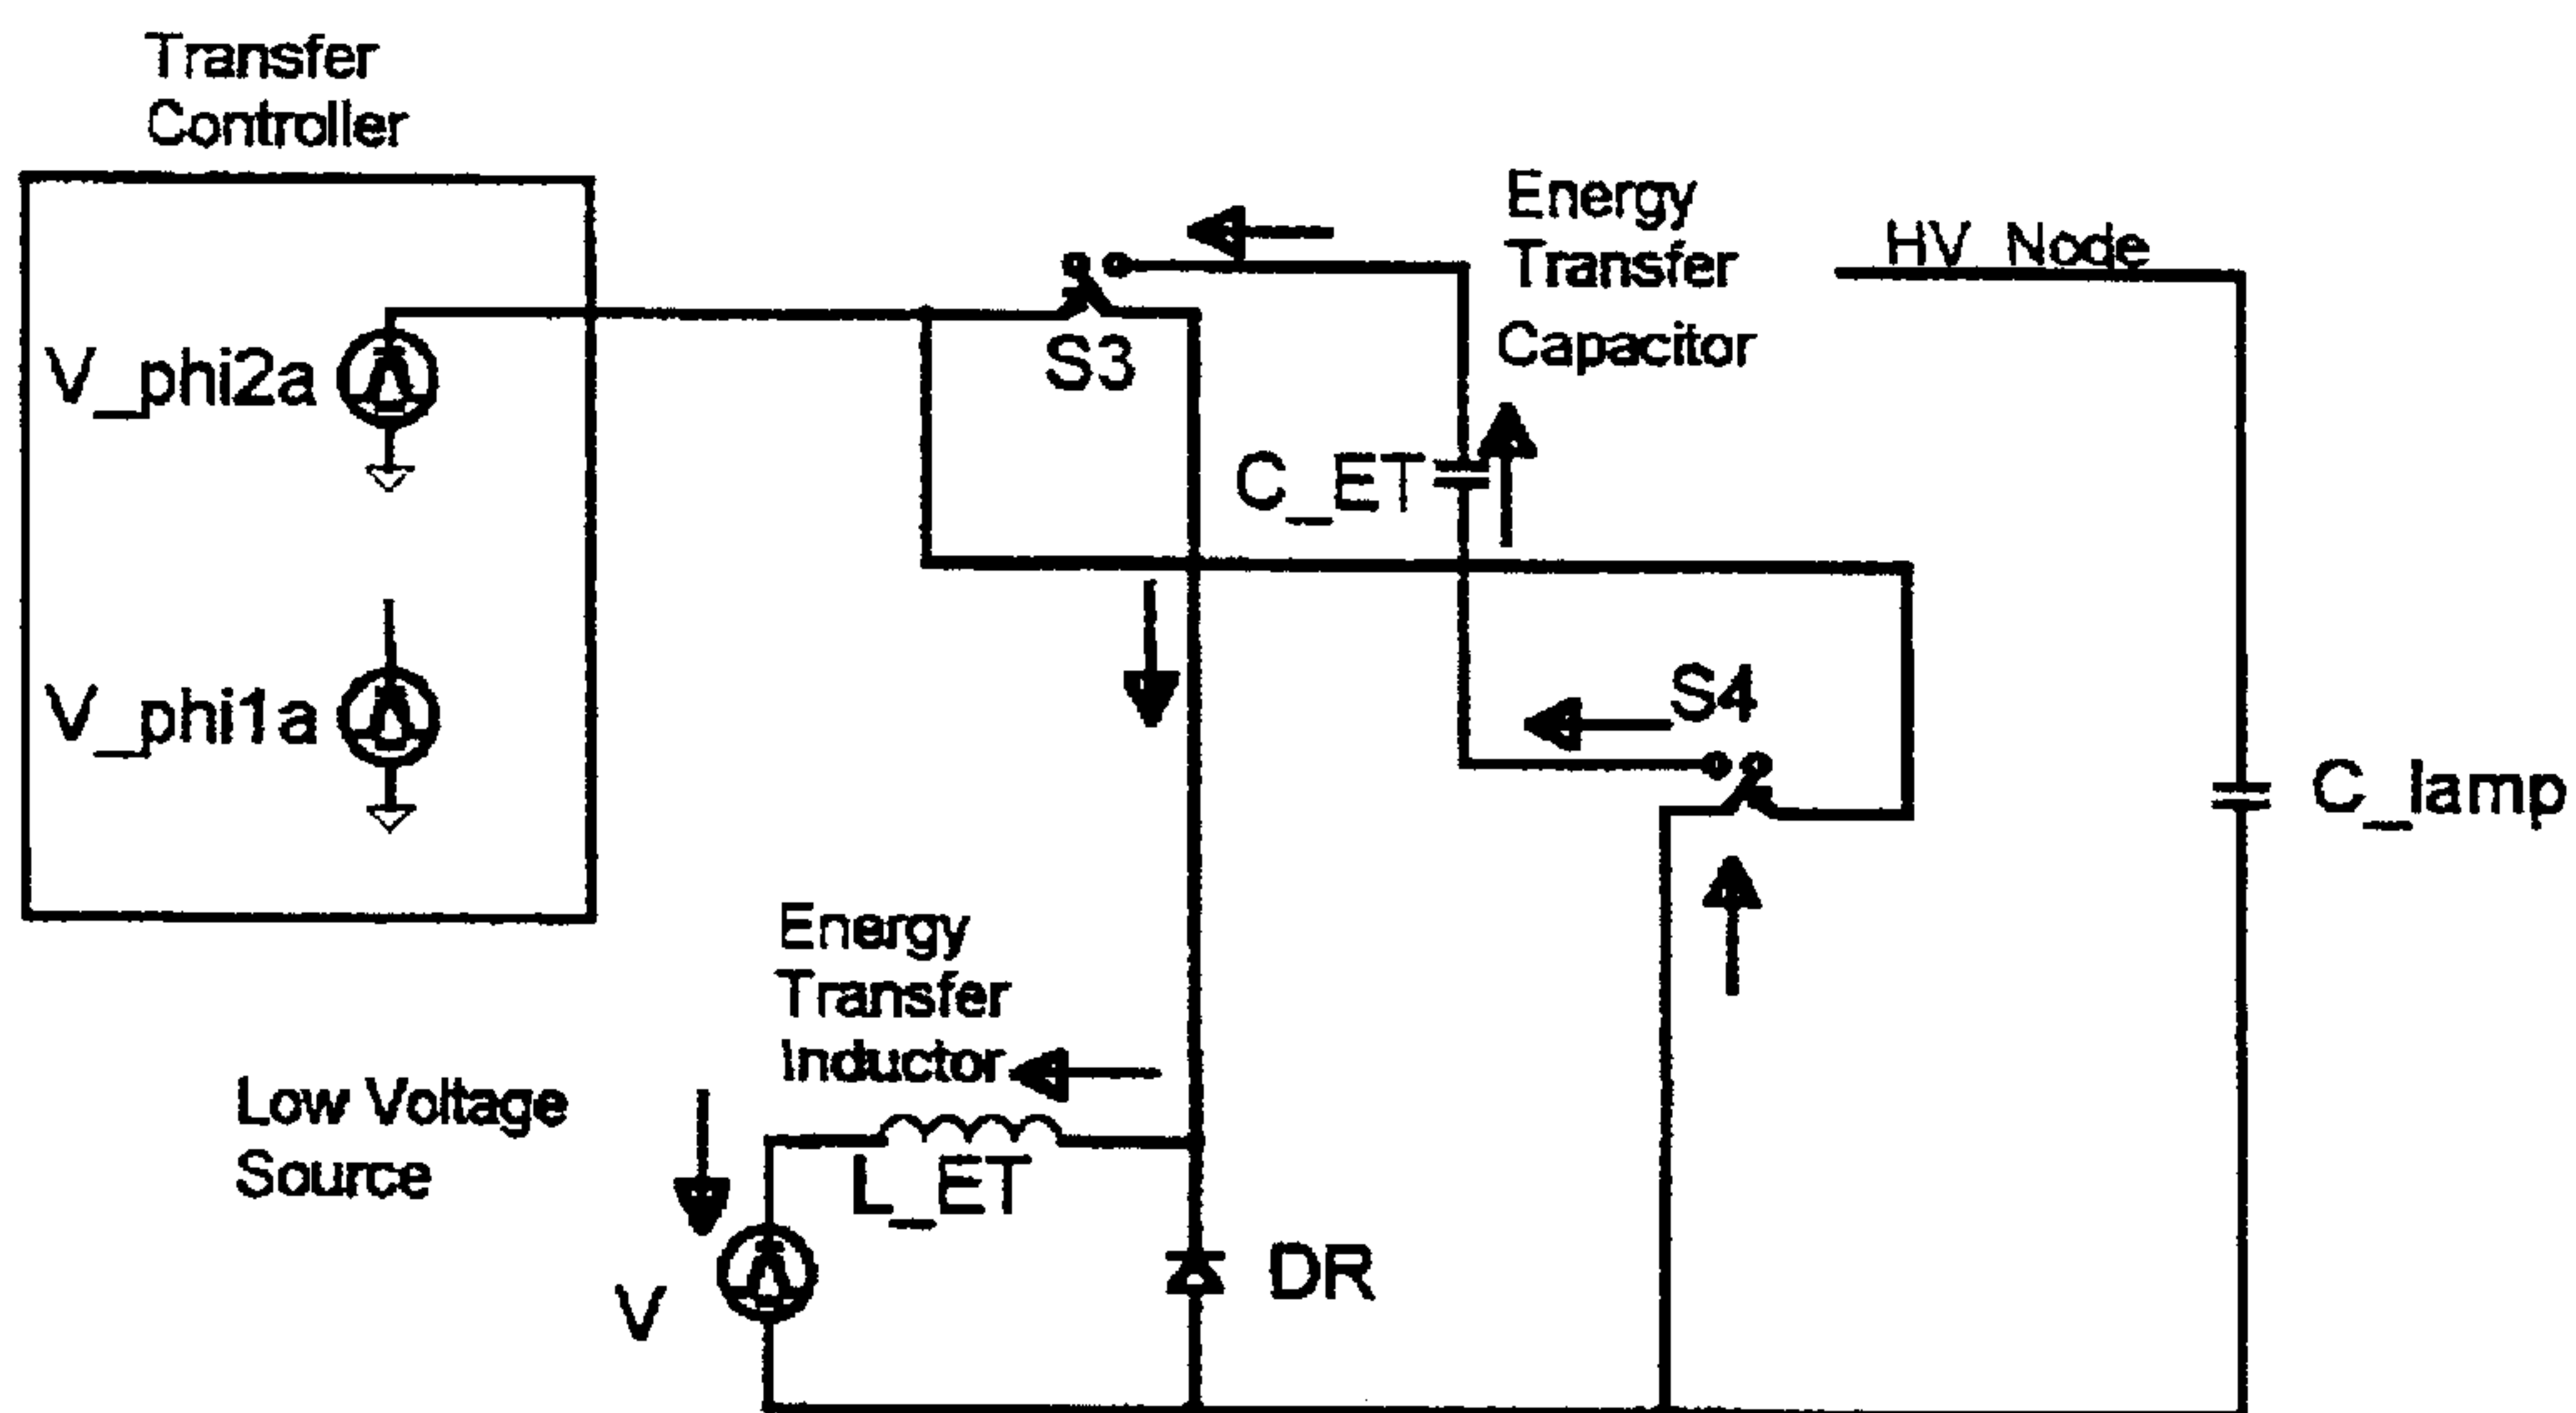 Transfer
Controller
V_phi2a
V_phi1a
S3
Energy
Transfer
Capacitor
C_ET
HV_Node
S4
C_lamp
Energy
Transfer
Inductor
L_ET
Low Voltage
Source
V
DR